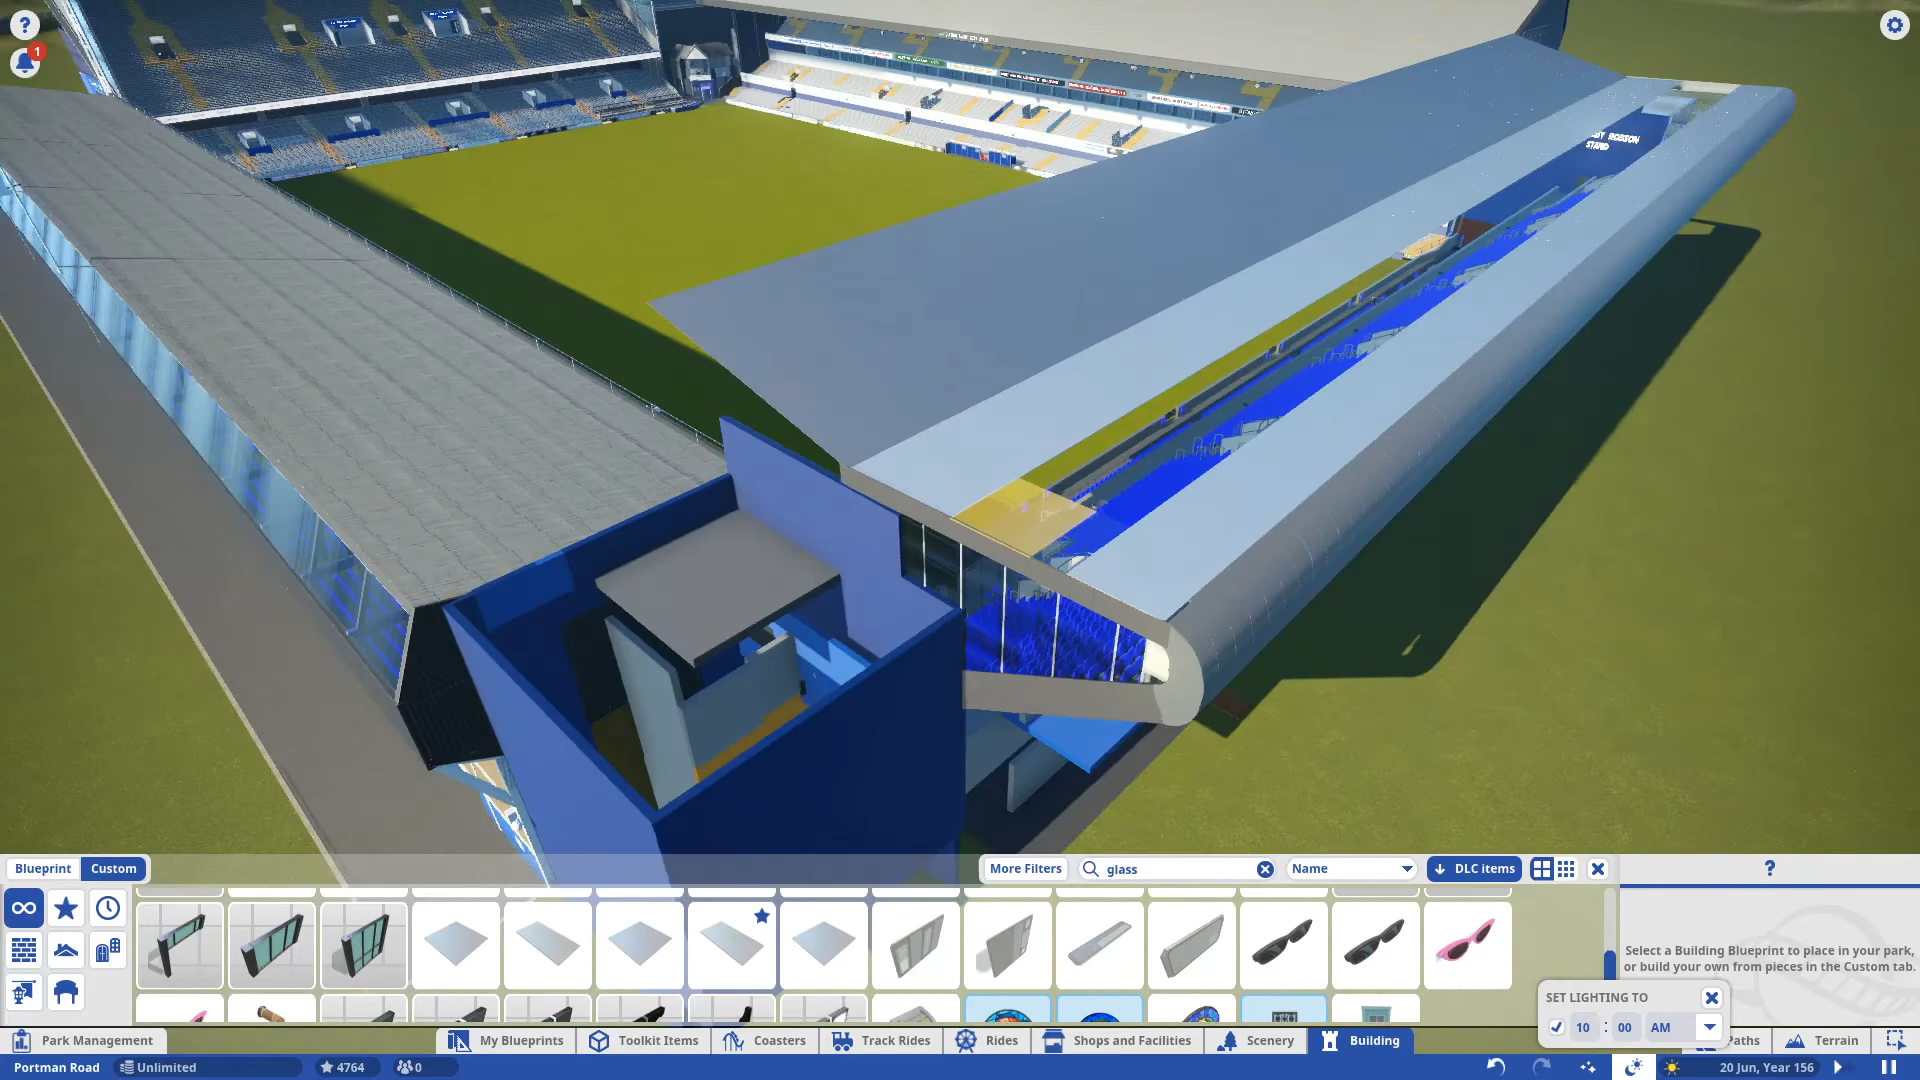 ?
1
BY ROBSON
STAND
Blueprint
Custom
More Filters
glass
Name
DLC items
?
Select a Building Blueprint to place in your park,
or build your own from pieces in the Custom tab.
SET LIGHTING TO
10 : 00 AM
Park Management
My Blueprints
Toolkit Items
Coasters
Track Rides
Rides
Shops and Facilities
Scenery
Building
Paths
Terrain
Portman Road
Unlimited
4764
0
20 Jun, Year 156